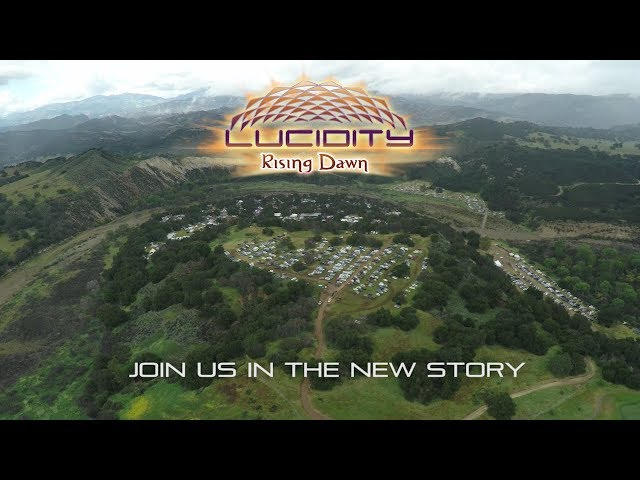 LUCIDITY
Rising Dawn
JOIN US IN THE NEW STORY